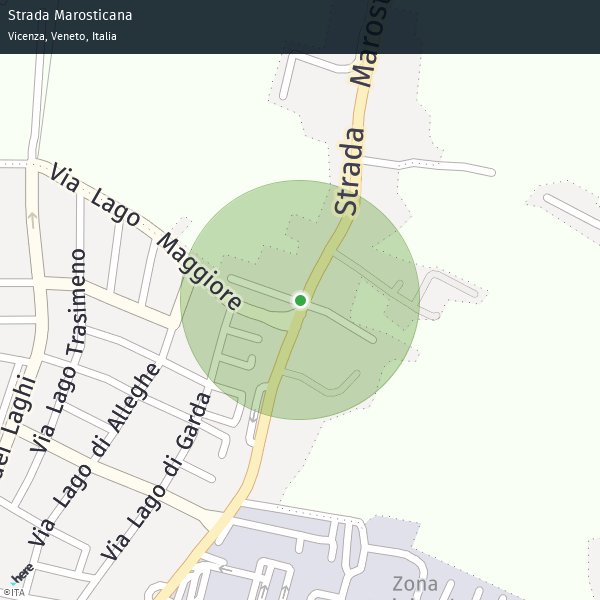 Strada Marosticana
Vicenza, Veneto, Italia
Strada Marost
Via Lago Maggiore
Via Lago Trasimeno
dei Laghi
Via Lago di Alleghe
Via Lago di Garda
Zona
here
©ITA